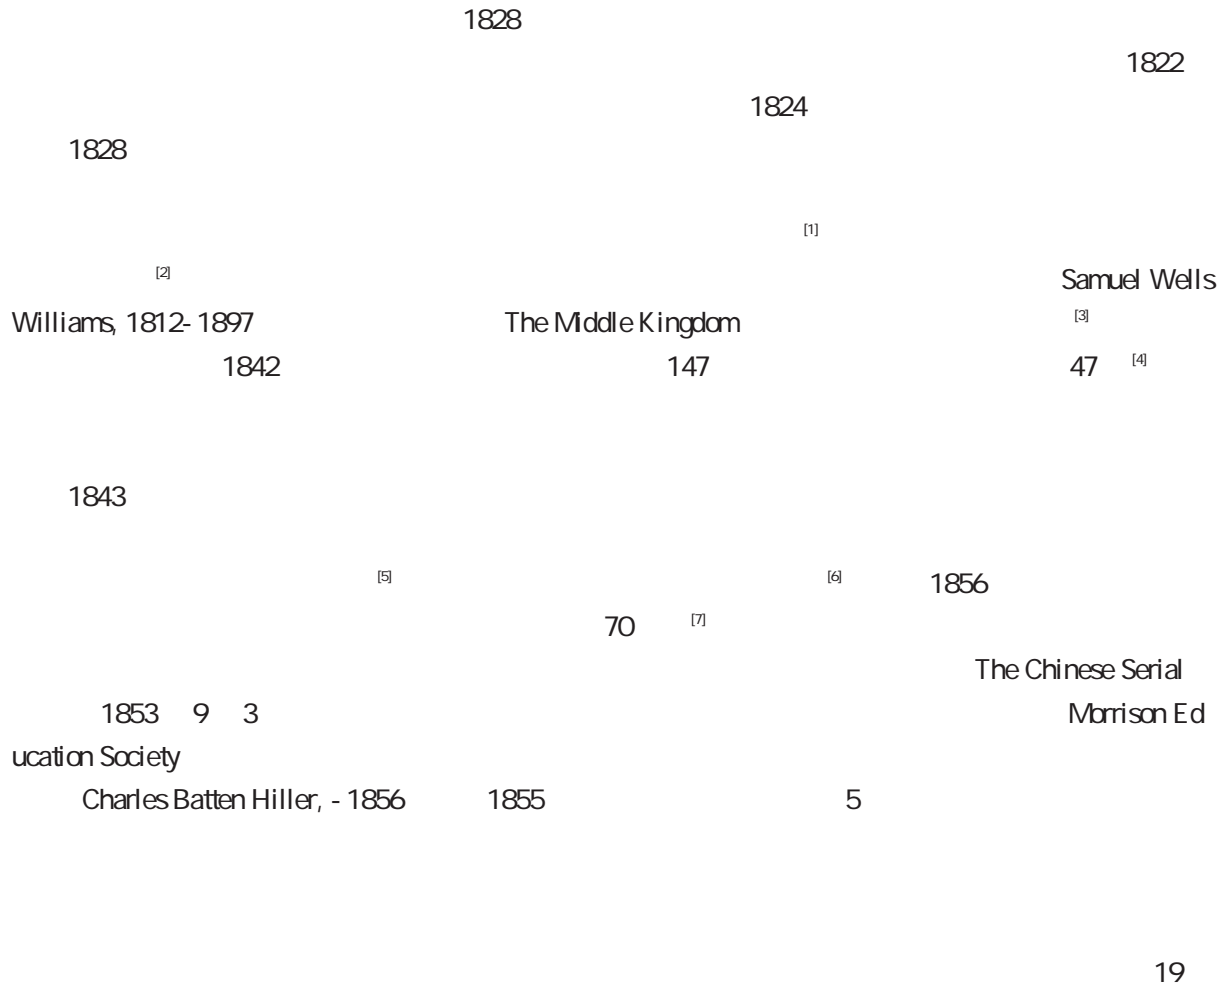 1828
1822
1824
1828
[1]
[2] Samuel Wells
Williams, 1812- 1897 The Middle Kingdom [3]
1842 147 47 [4]
1843
[5] [6] 1856
70 [7]
The Chinese Serial
1853 9 3 Morrison Ed
ucation Society
Charles Batten Hiller, - 1856 1855 5
19